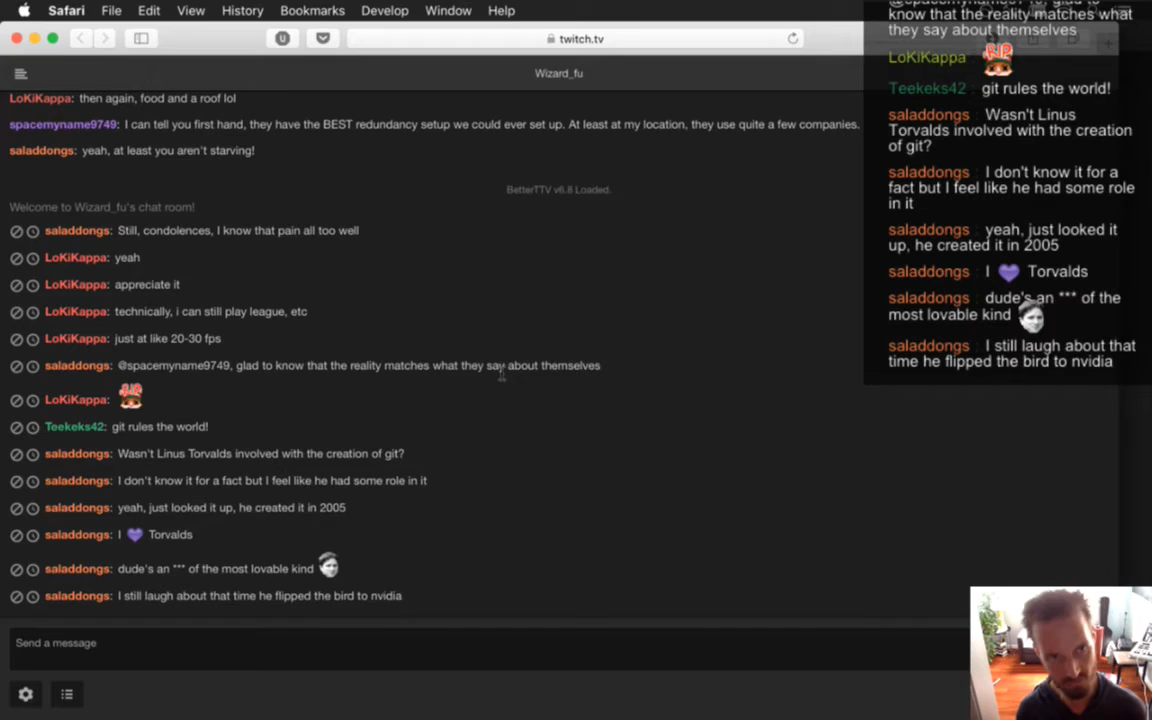 Safari File Edit View History Bookmarks Develop Window Help
twitch.tv
Wizard_fu
LoKiKappa: then again, food and a roof lol
spacemyname9749: I can tell you first hand, they have the BEST redundancy setup we could ever set up. At least at my location, they use quite a few companies.
saladdongs: yeah, at least you aren't starving!
BetterTTV v6.8 Loaded.
Welcome to Wizard_fu's chat room!
saladdongs: Still, condolences, I know that pain all too well
LoKiKappa: yeah
LoKiKappa: appreciate it
LoKiKappa: technically, i can still play league, etc
LoKiKappa: just at like 20-30 fps
saladdongs: @spacemyname9749, glad to know that the reality matches what they say about themselves
LoKiKappa: RIP
Teekeks42: git rules the world!
saladdongs: Wasn't Linus Torvalds involved with the creation of git?
saladdongs: I don't know it for a fact but I feel like he had some role in it
saladdongs: yeah, just looked it up, he created it in 2005
saladdongs: I 💜 Torvalds
saladdongs: dude's an *** of the most lovable kind
saladdongs: I still laugh about that time he flipped the bird to nvidia
Send a message
know that the reality matches what
they say about themselves
LoKiKappa : RIP
Teekeks42 : git rules the world!
saladdongs : Wasn't Linus
Torvalds involved with the creation
of git?
saladdongs : I don't know it for a
fact but I feel like he had some role
in it
saladdongs : yeah, just looked it
up, he created it in 2005
saladdongs : I 💜 Torvalds
saladdongs : dude's an *** of the
most lovable kind
saladdongs : I still laugh about that
time he flipped the bird to nvidia